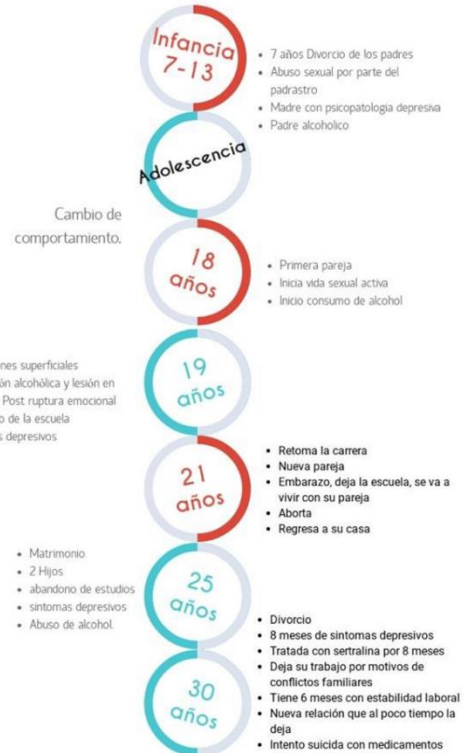 Infancia
7-13
• 7 años Divorcio de los padres
• Abuso sexual por parte del
padrastro
• Madre con psicopatologia depresiva
• Padre alcoholico
Adolescencia
Cambio de
comportamiento.
18
años
• Primera pareja
• Inicia vida sexual activa
• Inicio consumo de alcohol
19
años
superficiales
alcohólica y lesión en
Post ruptura emocional
de la escuela
depresivos
21
años
• Retoma la carrera
• Nueva pareja
• Embarazo, deja la escuela, se va a
vivir con su pareja
• Aborta
• Regresa a su casa
25
años
• Matrimonio
• 2 Hijos
• abandono de estudios
• sintomas depresivos
• Abuso de alcohol
30
años
• Divorcio
• 8 meses de sintomas depresivos
• Tratada con sertralina por 8 meses
• Deja su trabajo por motivos de
conflictos familiares
• Tiene 6 meses con estabilidad laboral
• Nueva relación que al poco tiempo la
deja
• Intento suicida con medicamentos